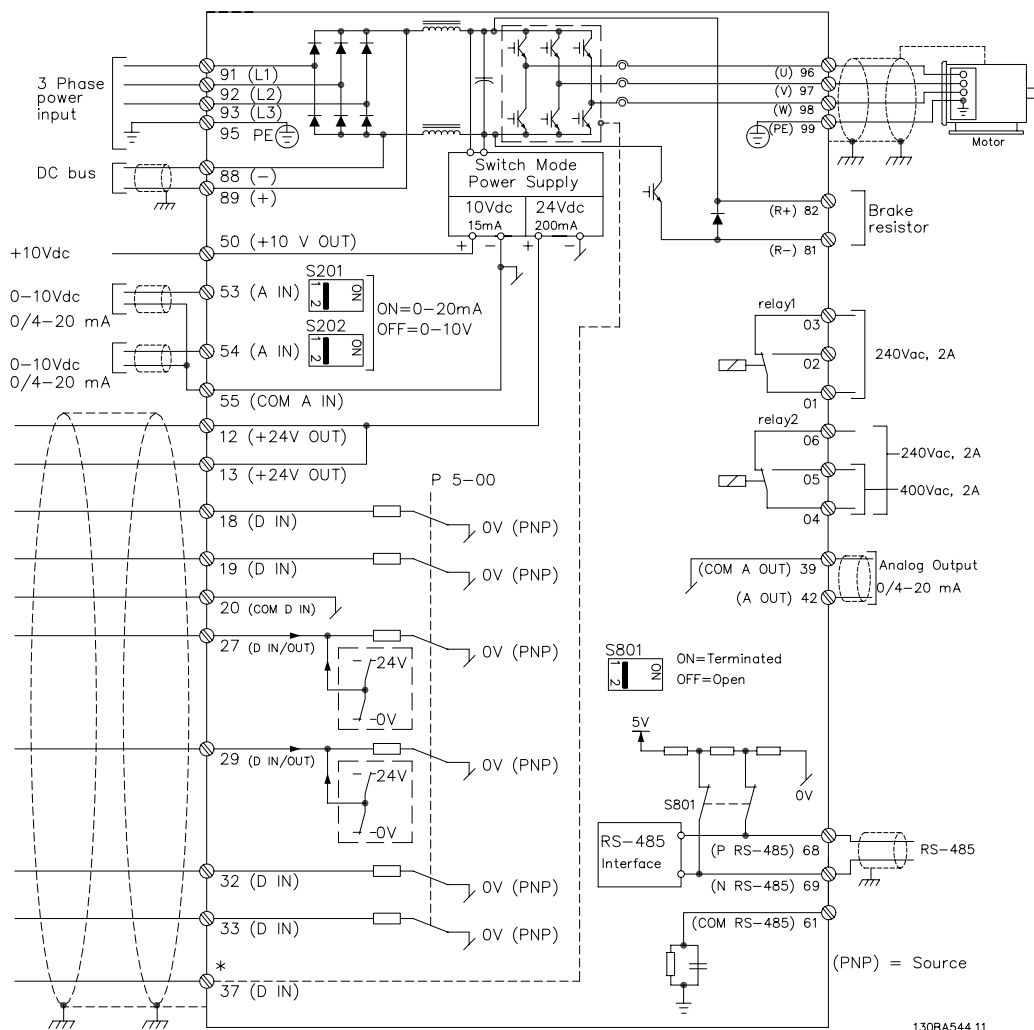 3 Phase
power
input
91 (L1)
92 (L2)
93 (L3)
95 PE
DC bus
88 (-)
89 (+)
+10Vdc
50 (+10 V OUT)
Switch Mode
Power Supply
10Vdc
15mA
24Vdc
200mA
+ - + -
S201
ON
1 2
S202
ON
1 2
ON=0-20mA
OFF=0-10V
0-10Vdc
0/4-20 mA
53 (A IN)
0-10Vdc
0/4-20 mA
54 (A IN)
55 (COM A IN)
12 (+24V OUT)
13 (+24V OUT)
P 5-00
18 (D IN)
0V (PNP)
19 (D IN)
0V (PNP)
20 (COM D IN)
27 (D IN/OUT)
0V (PNP)
24V
0V
29 (D IN/OUT)
0V (PNP)
24V
0V
32 (D IN)
0V (PNP)
33 (D IN)
0V (PNP)
*
37 (D IN)
(U) 96
(V) 97
(W) 98
(PE) 99
Motor
(R+) 82
(R-) 81
Brake
resistor
relay1
03
02
01
240Vac, 2A
relay2
06
05
04
240Vac, 2A
400Vac, 2A
(COM A OUT) 39
(A OUT) 42
Analog Output
0/4-20 mA
S801
ON
1 2
ON=Terminated
OFF=Open
5V
0V
S801
RS-485
Interface
(P RS-485) 68
(N RS-485) 69
RS-485
(COM RS-485) 61
(PNP) = Source
130BA544.11